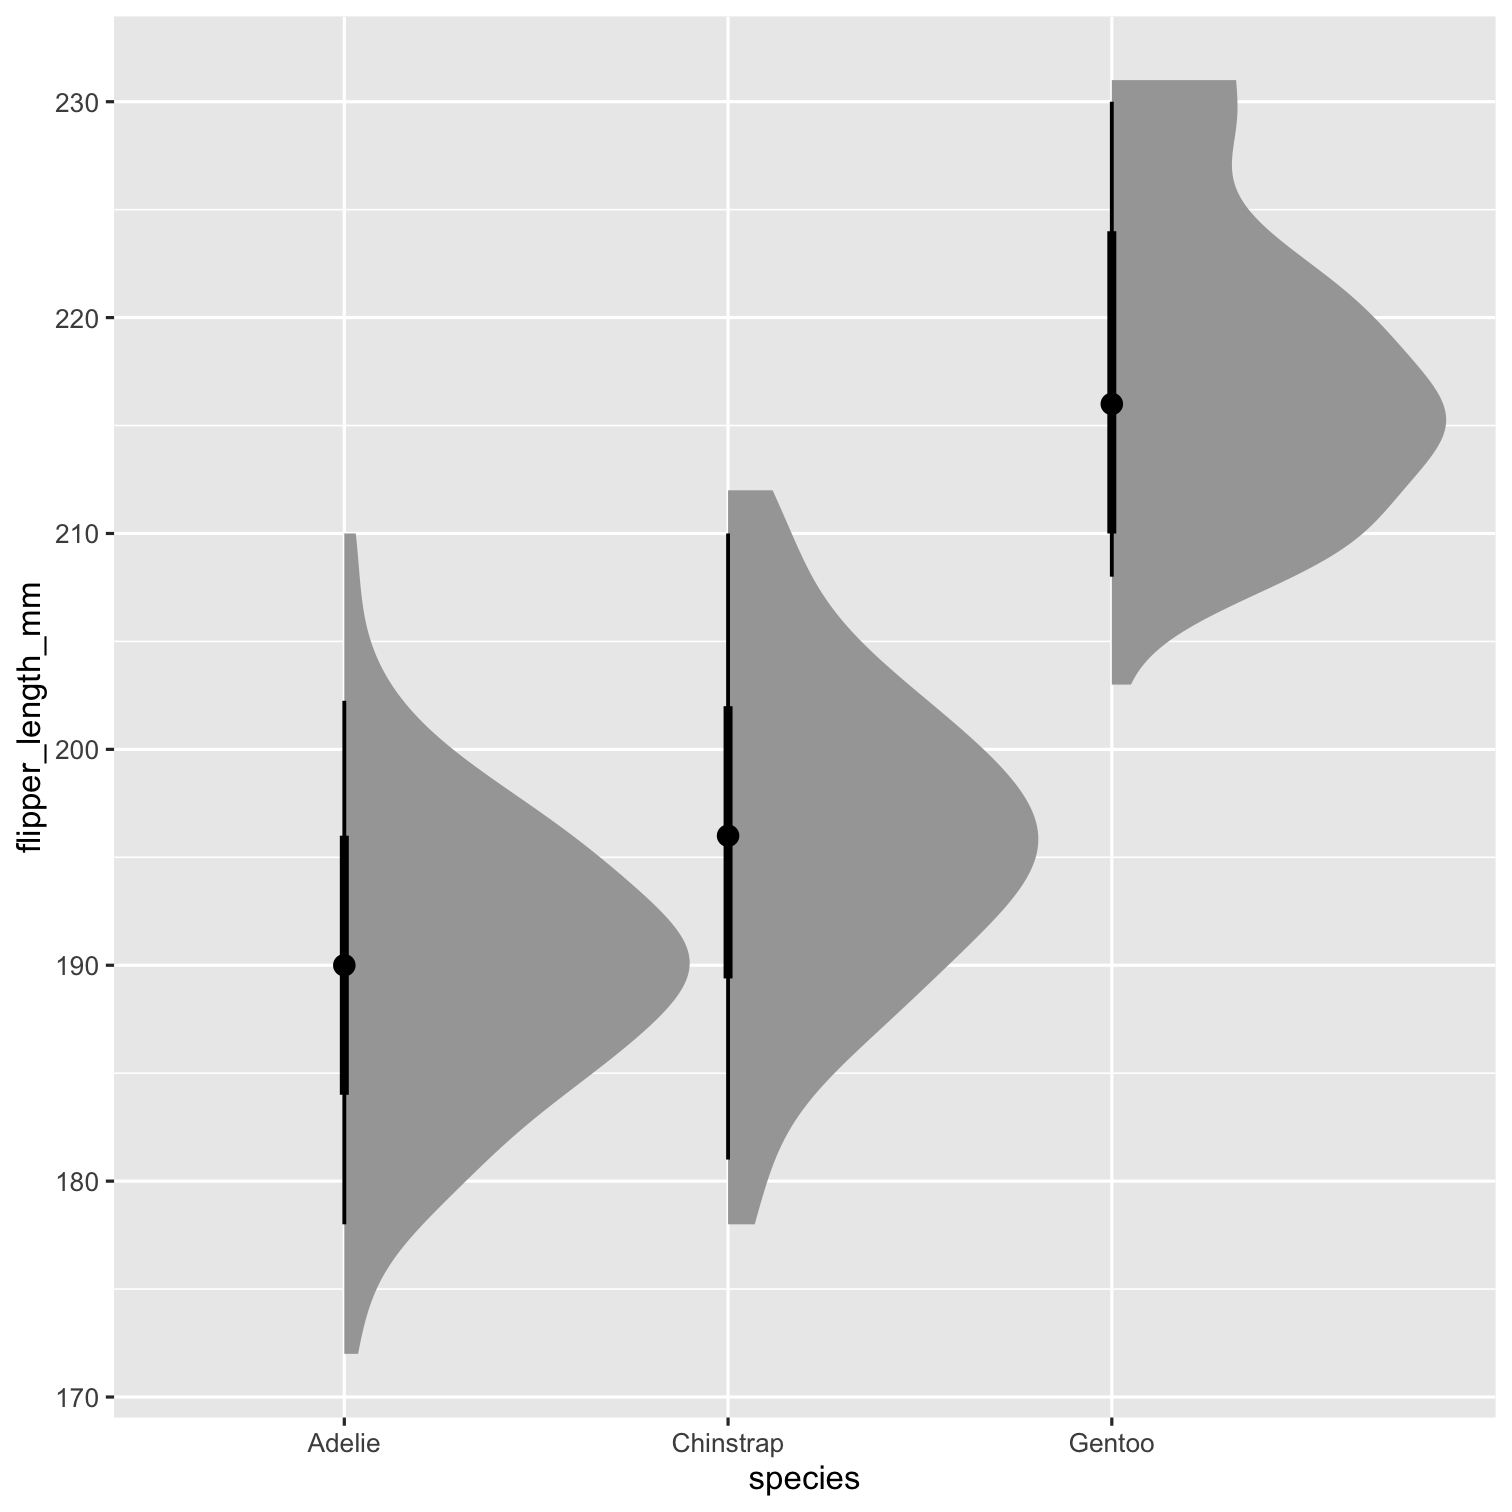 flipper_length_mm
230
220
210
200
190
180
170
Adelie
Chinstrap
Gentoo
species